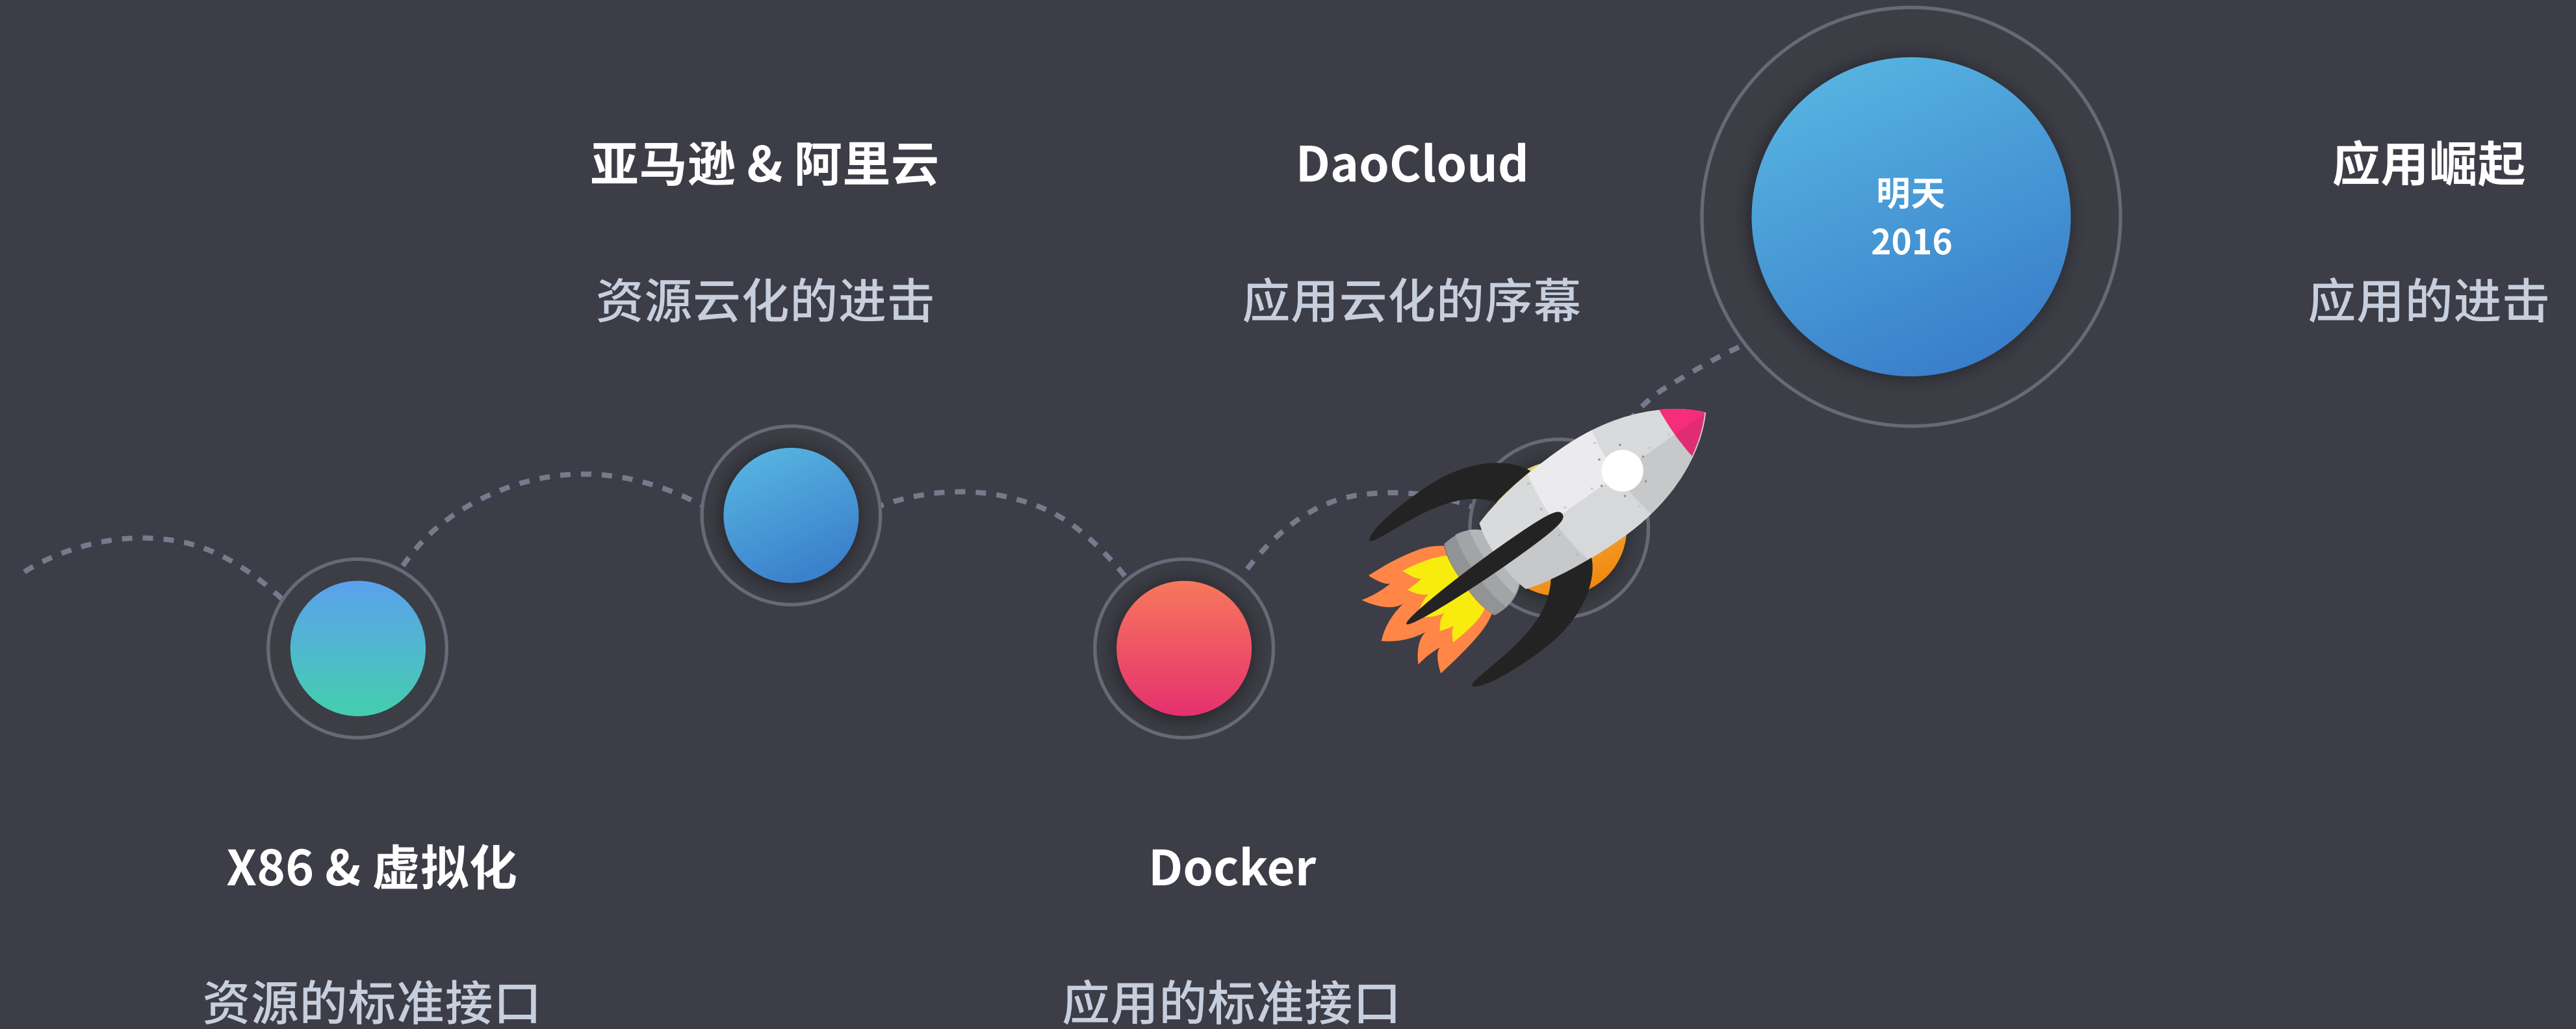 亚马逊 & 阿里云
资源云化的进击
DaoCloud
应用云化的序幕
明天
2016
应用崛起
应用的进击
X86 & 虚拟化
资源的标准接口
Docker
应用的标准接口